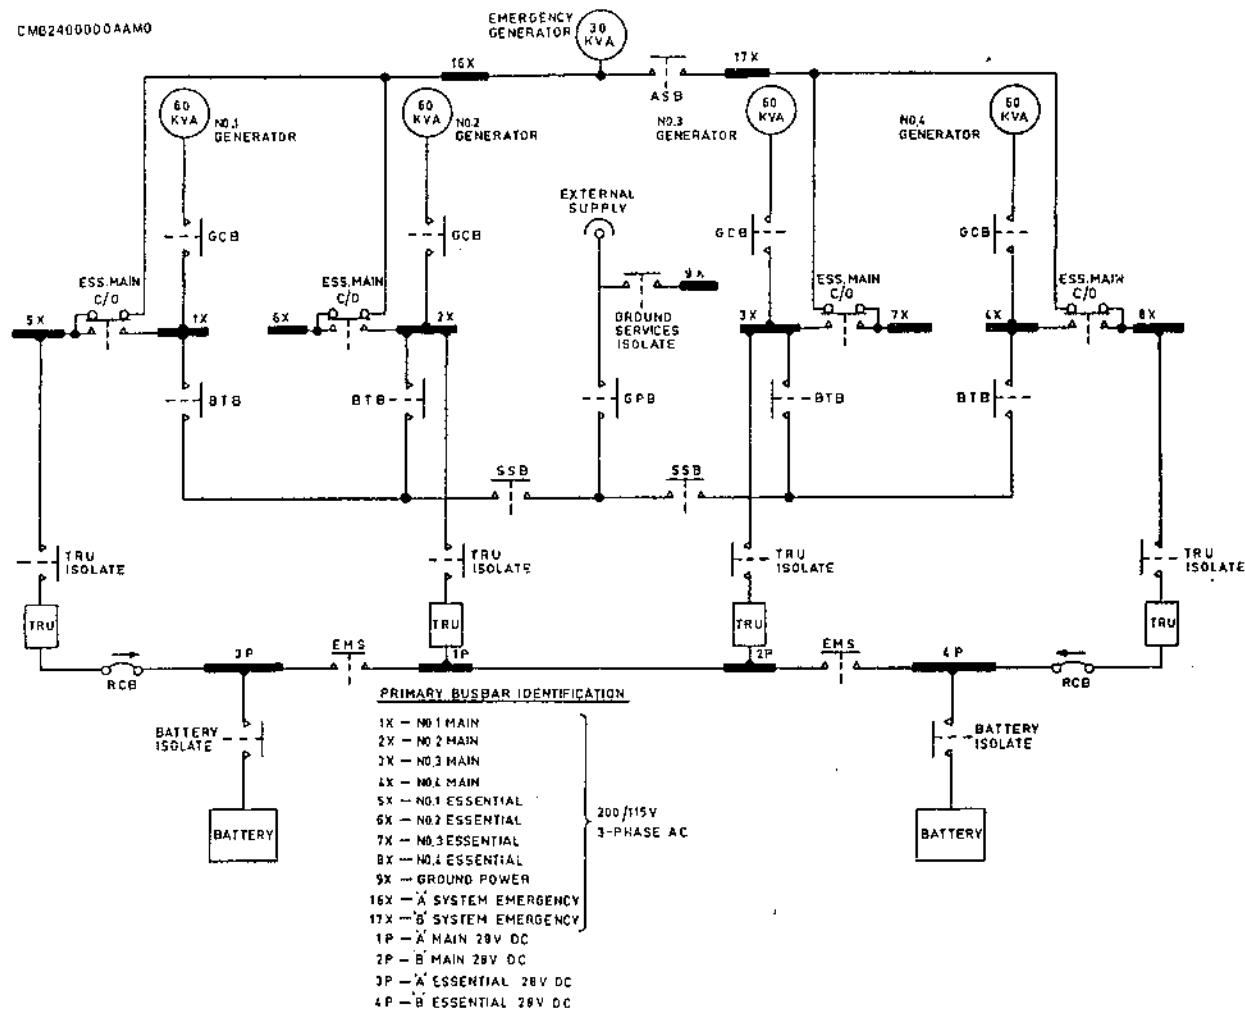 CMB240000OAAMO
EMERGENCY
GENERATOR
30
KVA
16X
17X
ASB
60
KVA
NO.1
GENERATOR
60
KVA
NO.2
GENERATOR
NO.3
GENERATOR
60
KVA
NO.4
GENERATOR
60
KVA
EXTERNAL
SUPPLY
GCB
GCB
GCB
GCB
ESS.MAIN
C/O
ESS.MAIN
C/O
9X
ESS.MAIN
C/O
ESS.MAIN
C/O
5X
1X
6X
2X
GROUND
SERVICES
ISOLATE
3X
7X
4X
8X
BTB
BTB
GPB
BTB
BTB
SSB
SSB
TRU
ISOLATE
TRU
ISOLATE
TRU
ISOLATE
TRU
ISOLATE
TRU
TRU
TRU
TRU
RCB
3P
EMS
1P
2P
EMS
4P
RCB
BATTERY
ISOLATE
BATTERY
ISOLATE
BATTERY
BATTERY
PRIMARY BUSBAR IDENTIFICATION
1X — NO.1 MAIN
2X — NO.2 MAIN
3X — NO.3 MAIN
4X — NO.4 MAIN
5X — NO.1 ESSENTIAL
6X — NO.2 ESSENTIAL
7X — NO.3 ESSENTIAL
8X — NO.4 ESSENTIAL
9X — GROUND POWER
16X — 'A' SYSTEM EMERGENCY
17X — 'B' SYSTEM EMERGENCY
200/115V
3-PHASE AC
1P — 'A' MAIN 28V DC
2P — 'B' MAIN 28V DC
3P — 'A' ESSENTIAL 28V DC
4P — 'B' ESSENTIAL 28V DC